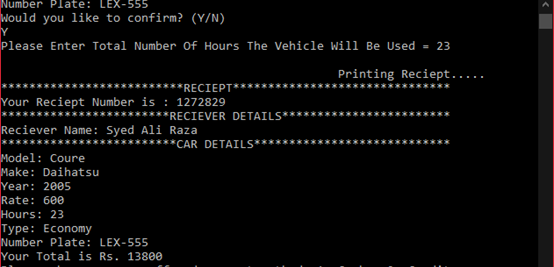 Number Plate: LEX-555
Would you like to confirm? (Y/N)
Y
Please Enter Total Number Of Hours The Vehicle Will Be Used = 23
Printing Reciept.....
**************************RECIEPT*******************************
Your Reciept Number is : 1272829
************************RECIEVER DETAILS************************
Reciever Name: Syed Ali Raza
*************************CAR DETAILS****************************
Model: Coure
Make: Daihatsu
Year: 2005
Rate: 600
Hours: 23
Type: Economy
Number Plate: LEX-555
Your Total is Rs. 13800